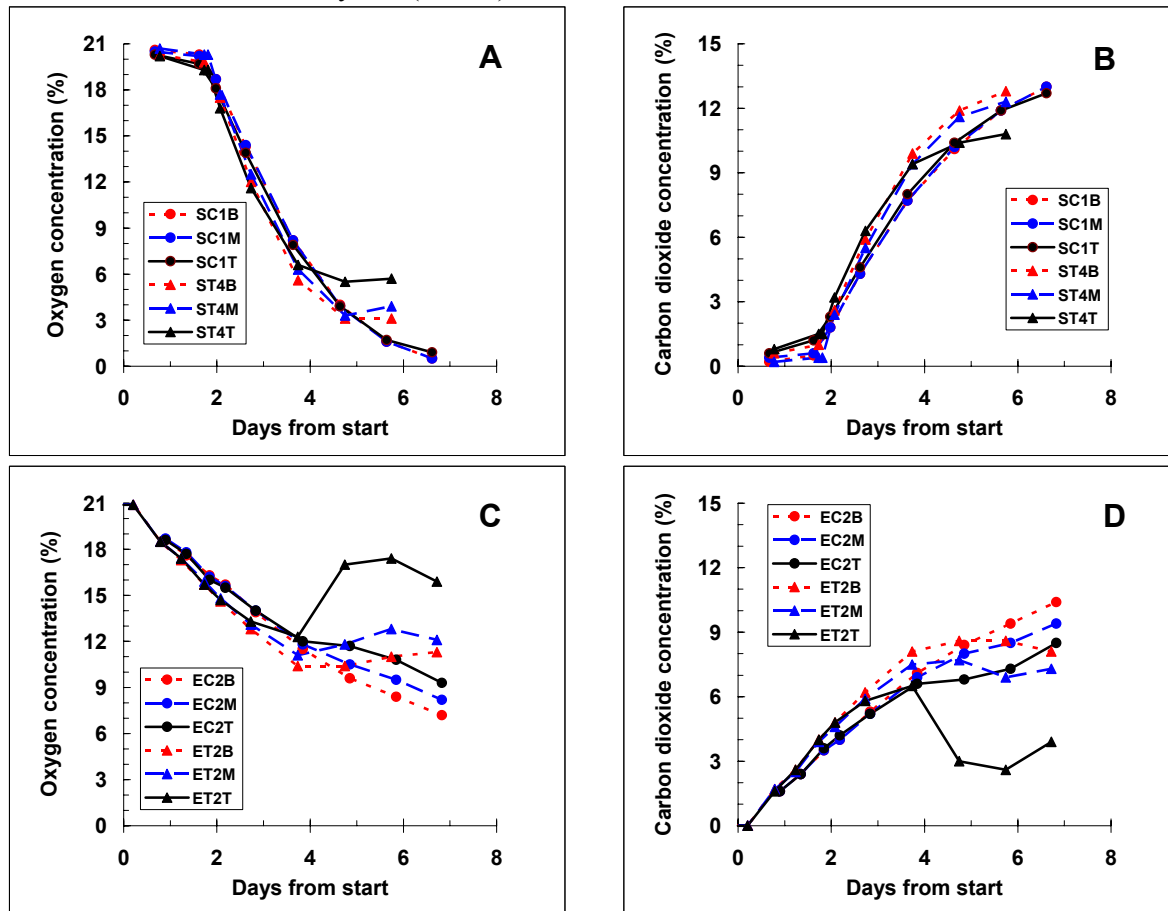 A
Oxygen concentration (%)
21
18
15
12
9
6
3
0
SC1B
SC1M
SC1T
ST4B
ST4M
ST4T
0 2 4 6 8
Days from start
B
Carbon dioxide concentration (%)
15
12
9
6
3
0
SC1B
SC1M
SC1T
ST4B
ST4M
ST4T
0 2 4 6 8
Days from start
C
Oxygen concentration (%)
21
18
15
12
9
6
3
0
EC2B
EC2M
EC2T
ET2B
ET2M
ET2T
0 2 4 6 8
Days from start
D
Carbon dioxide concentration (%)
15
12
9
6
3
0
EC2B
EC2M
EC2T
ET2B
ET2M
ET2T
0 2 4 6 8
Days from start